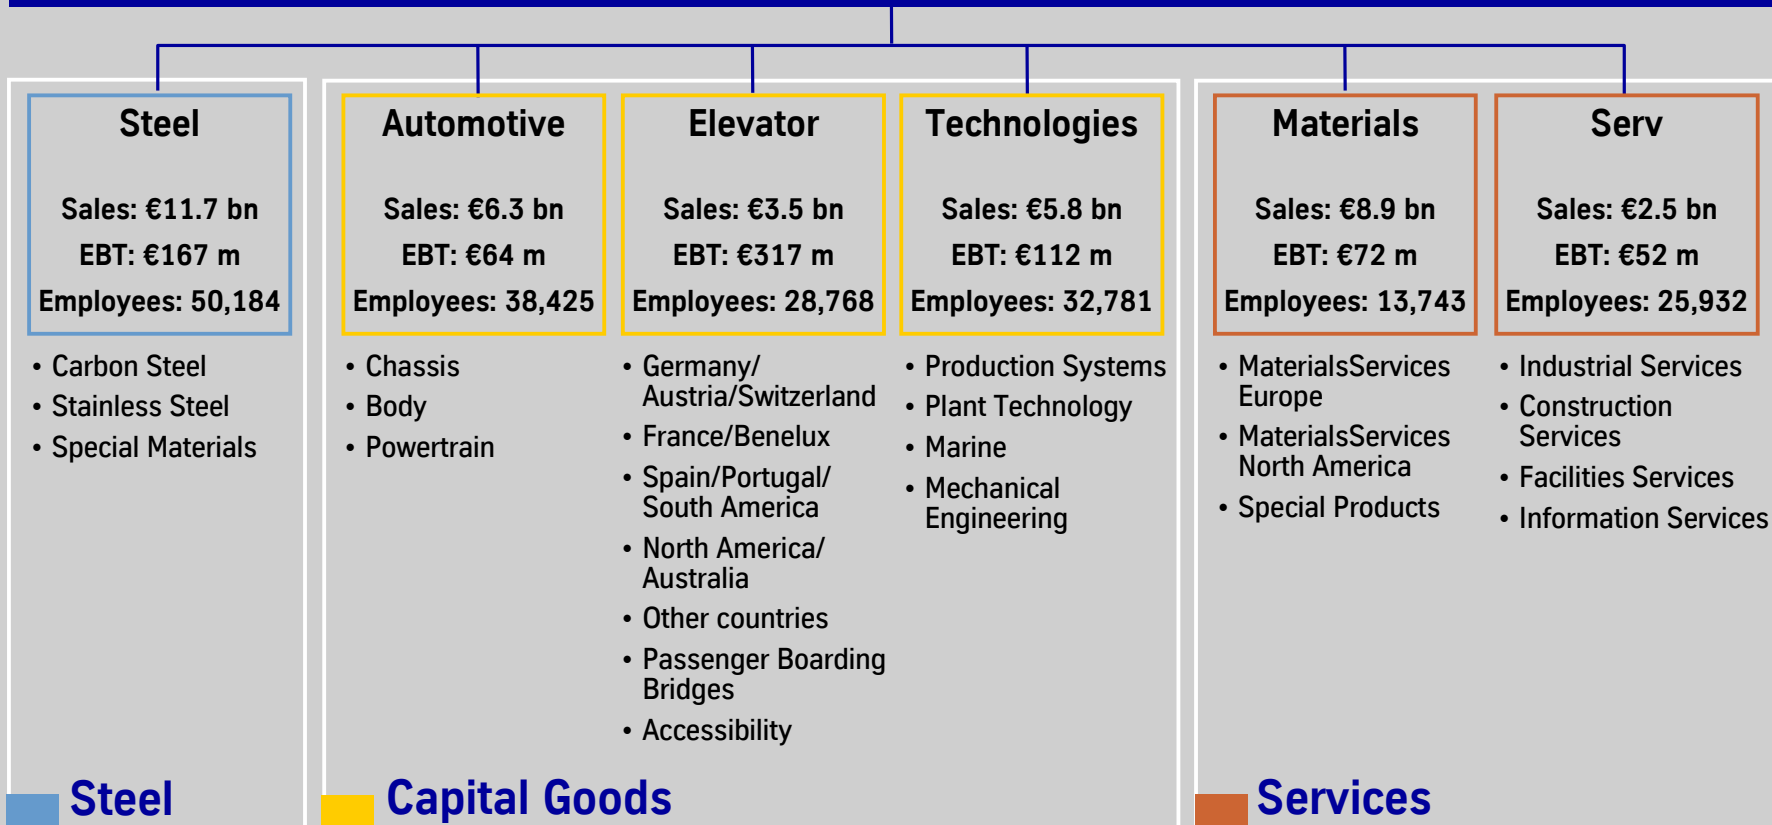 Steel
Sales: €11.7 bn
EBT: €167 m
Employees: 50,184
• Carbon Steel
• Stainless Steel
• Special Materials
Automotive
Sales: €6.3 bn
EBT: €64 m
Employees: 38,425
• Chassis
• Body
• Powertrain
Elevator
Sales: €3.5 bn
EBT: €317 m
Employees: 28,768
• Germany/
Austria/Switzerland
• France/Benelux
• Spain/Portugal/
South America
• North America/
Australia
• Other countries
• Passenger Boarding
Bridges
• Accessibility
Technologies
Sales: €5.8 bn
EBT: €112 m
Employees: 32,781
• Production Systems
• Plant Technology
• Marine
• Mechanical
Engineering
Materials
Sales: €8.9 bn
EBT: €72 m
Employees: 13,743
• MaterialsServices
Europe
• MaterialsServices
North America
• Special Products
Serv
Sales: €2.5 bn
EBT: €52 m
Employees: 25,932
• Industrial Services
• Construction
Services
• Facilities Services
• Information Services
Steel
Capital Goods
Services